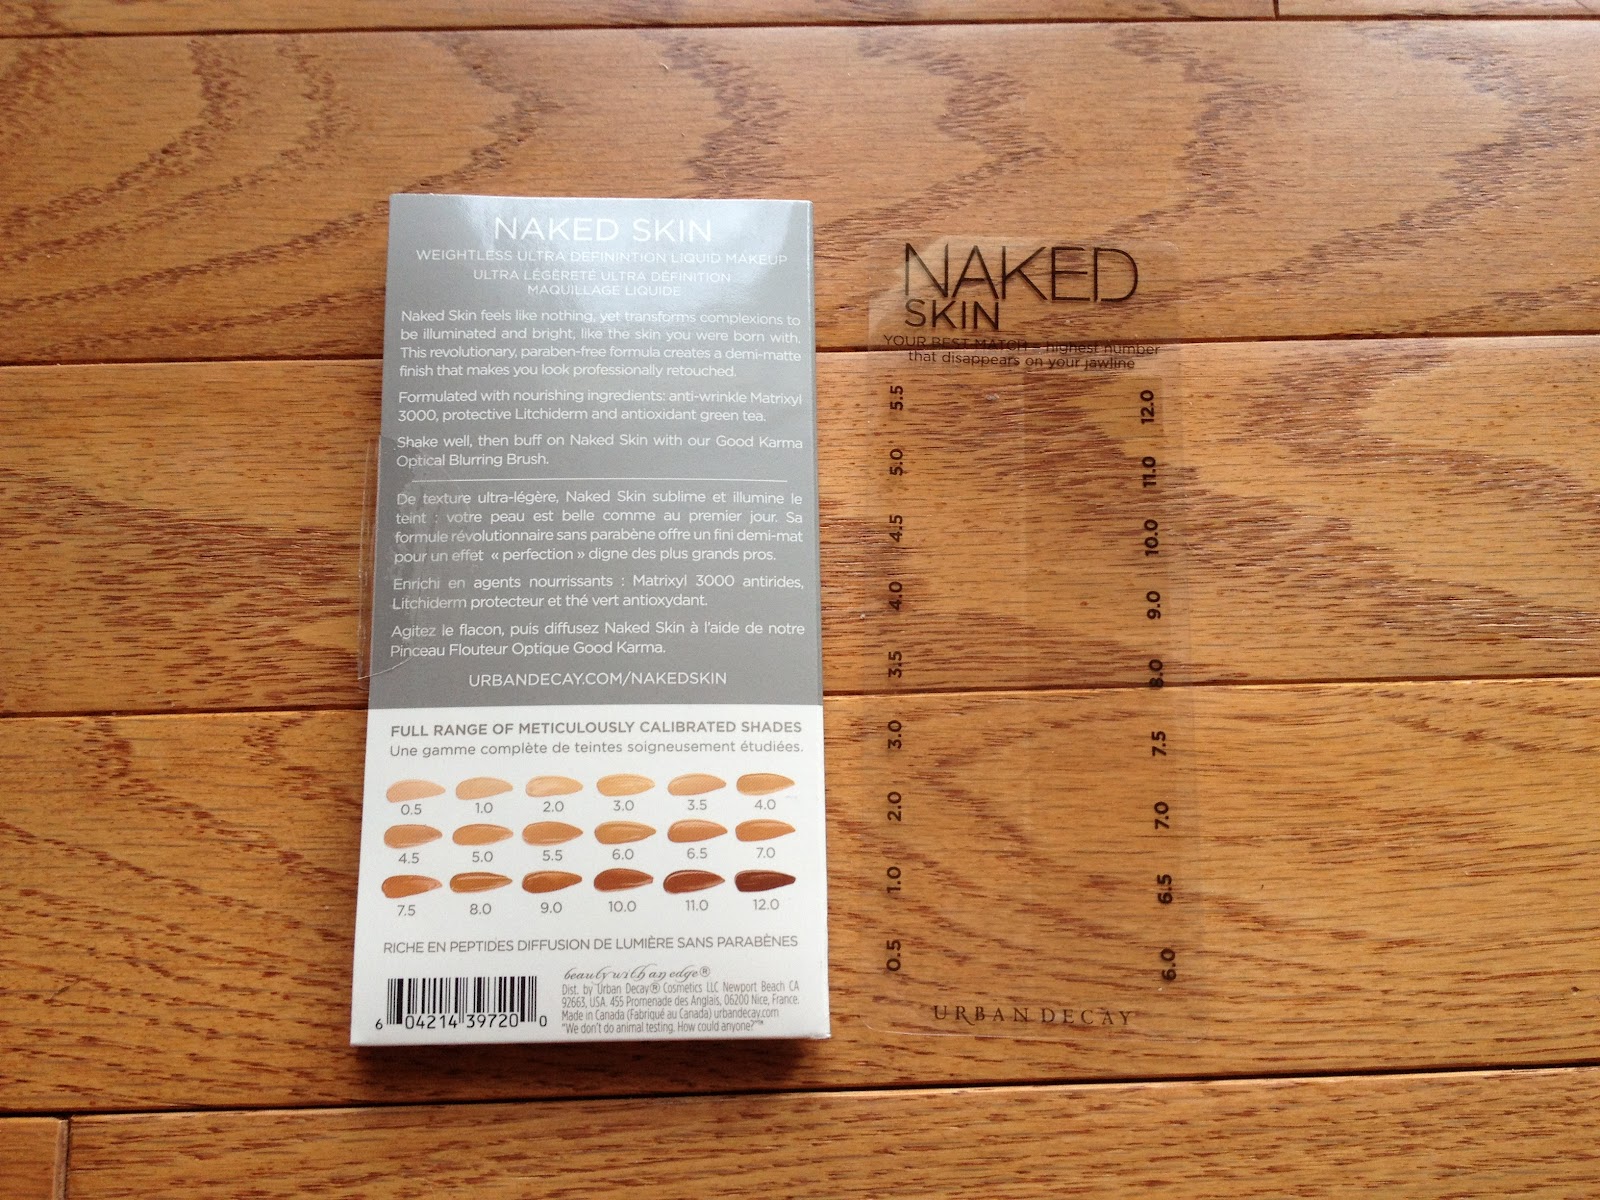 NAKED SKIN
WEIGHTLESS ULTRA DEFININTION LIQUID MAKEUP
ULTRA LÉGÈRETÉ ULTRA DÉFINITION
MAQUILLAGE LIQUIDE
Naked Skin feels like nothing, yet transforms complexions to
be illuminated and bright, like the skin you were born with.
This revolutionary, paraben-free formula creates a demi-matte
finish that makes you look professionally retouched.
Formulated with nourishing ingredients: anti-wrinkle Matrixyl
3000, protective Litchiderm and antioxidant green tea.
Shake well, then buff on Naked Skin with our Good Karma
Optical Blurring Brush.
De texture ultra-légère, Naked Skin sublime et illumine le
teint : votre peau est belle comme au premier jour. Sa
formule révolutionnaire sans parabène offre un fini demi-mat
pour un effet « perfection » digne des plus grands pros.
Enrichi en agents nourrissants : Matrixyl 3000 antirides,
Litchiderm protecteur et thé vert antioxydant.
Agitez le flacon, puis diffusez Naked Skin à l'aide de notre
Pinceau Flouteur Optique Good Karma.
URBANDECAY.COM/NAKEDSKIN
FULL RANGE OF METICULOUSLY CALIBRATED SHADES
Une gamme complète de teintes soigneusement étudiées.
0.5 1.0 2.0 3.0 3.5 4.0
4.5 5.0 5.5 6.0 6.5 7.0
7.5 8.0 9.0 10.0 11.0 12.0
RICHE EN PEPTIDES DIFFUSION DE LUMIÈRE SANS PARABÈNES
beauty with an edge®
Dist. by Urban Decay® Cosmetics LLC Newport Beach CA
92663, USA. 455 Promenade des Anglais, 06200 Nice, France.
Made in Canada (Fabriqué au Canada) urbandecay.com
"We don't do animal testing. How could anyone?"™
6 04214 39720 0
NAKED
SKIN
YOUR BEST MATCH = highest number
that disappears on your jawline
5.5 12.0
5.0 11.0
4.5 10.0
4.0 9.0
3.5 8.0
3.0 7.5
2.0 7.0
1.0 6.5
0.5 6.0
URBAN DECAY